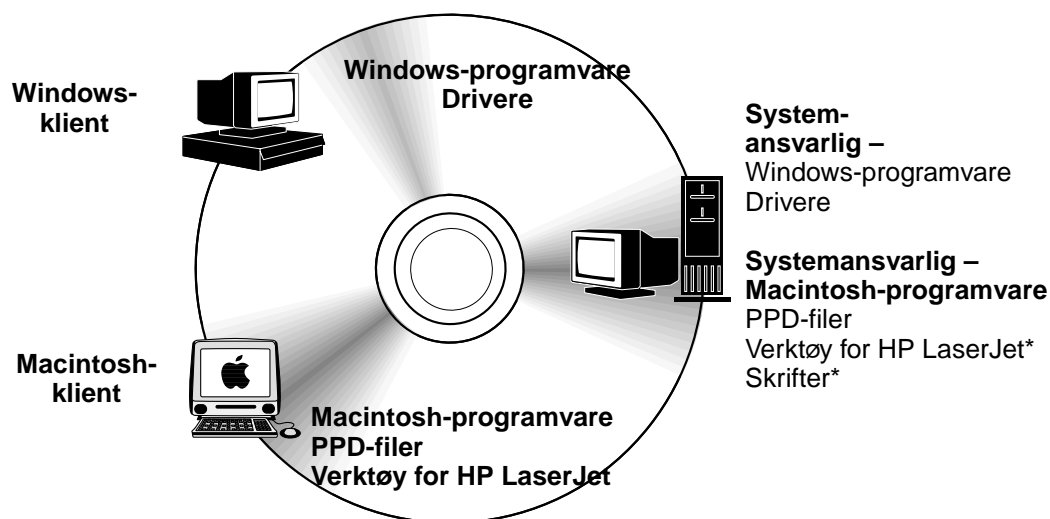 Windows-programvare
Drivere
Windows-
klient
System-
ansvarlig –
Windows-programvare
Drivere
Systemansvarlig –
Macintosh-programvare
PPD-filer
Verktøy for HP LaserJet*
Skrifter*
Macintosh-
klient
Macintosh-programvare
PPD-filer
Verktøy for HP LaserJet